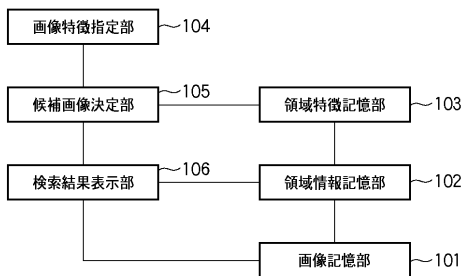 画像特徴指定部 104
候補画像決定部 105
領域特徴記憶部 103
検索結果表示部 106
領域情報記憶部 102
画像記憶部 101